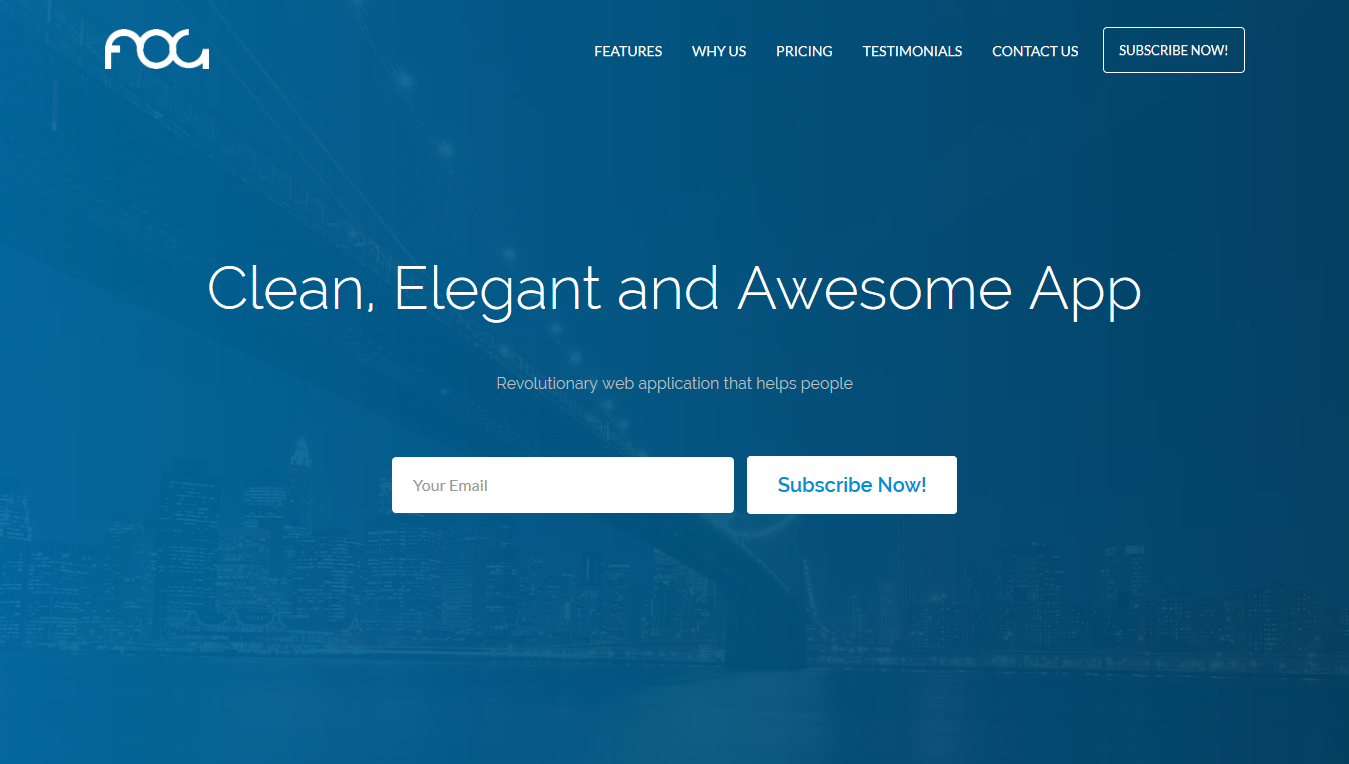 FOG
FEATURES WHY US PRICING TESTIMONIALS CONTACT US SUBSCRIBE NOW!
Clean, Elegant and Awesome App
Revolutionary web application that helps people
Your Email Subscribe Now!